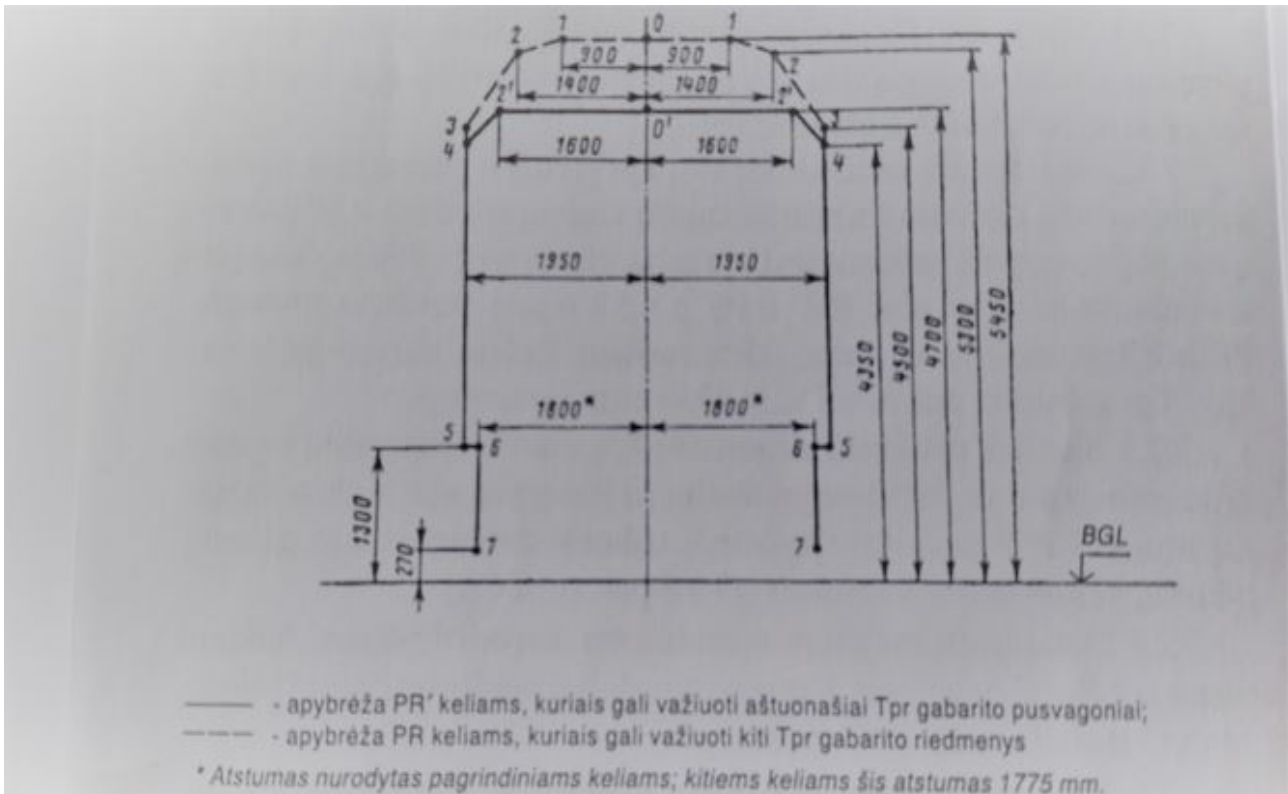 1 0 1
2 900 900 2
1400 1400
2' 2'
3 0' 3
4 1600 1600 4
1950 1950
4350 4500 4700 5300 5450
1800* 1800*
5 6 6 5
1300
270 7 7 BGL
——— - apybrėža PR' keliams, kuriais gali važiuoti aštuonašiai Tpr gabarito pusvagoniai;
– – – - apybrėža PR keliams, kuriais gali važiuoti kiti Tpr gabarito riedmenys
* Atstumas nurodytas pagrindiniams keliams; kitiems keliams šis atstumas 1775 mm.